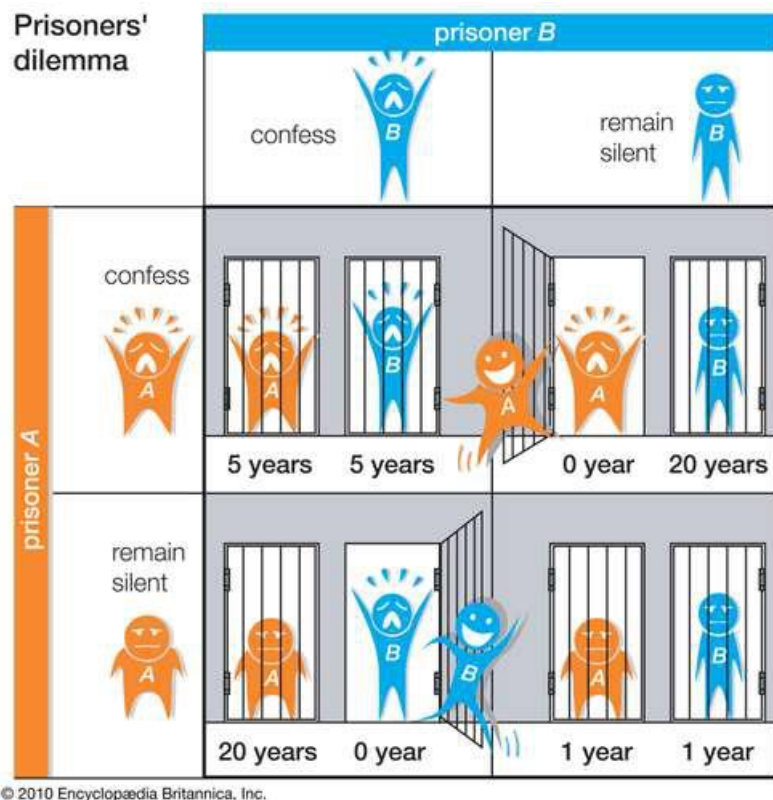 Prisoners'
dilemma
prisoner B
confess
B
remain
silent
B
prisoner A
confess
A
A
B
A
A
B
5 years
5 years
0 year
20 years
remain
silent
A
A
B
B
A
B
20 years
0 year
1 year
1 year
© 2010 Encyclopædia Britannica, Inc.